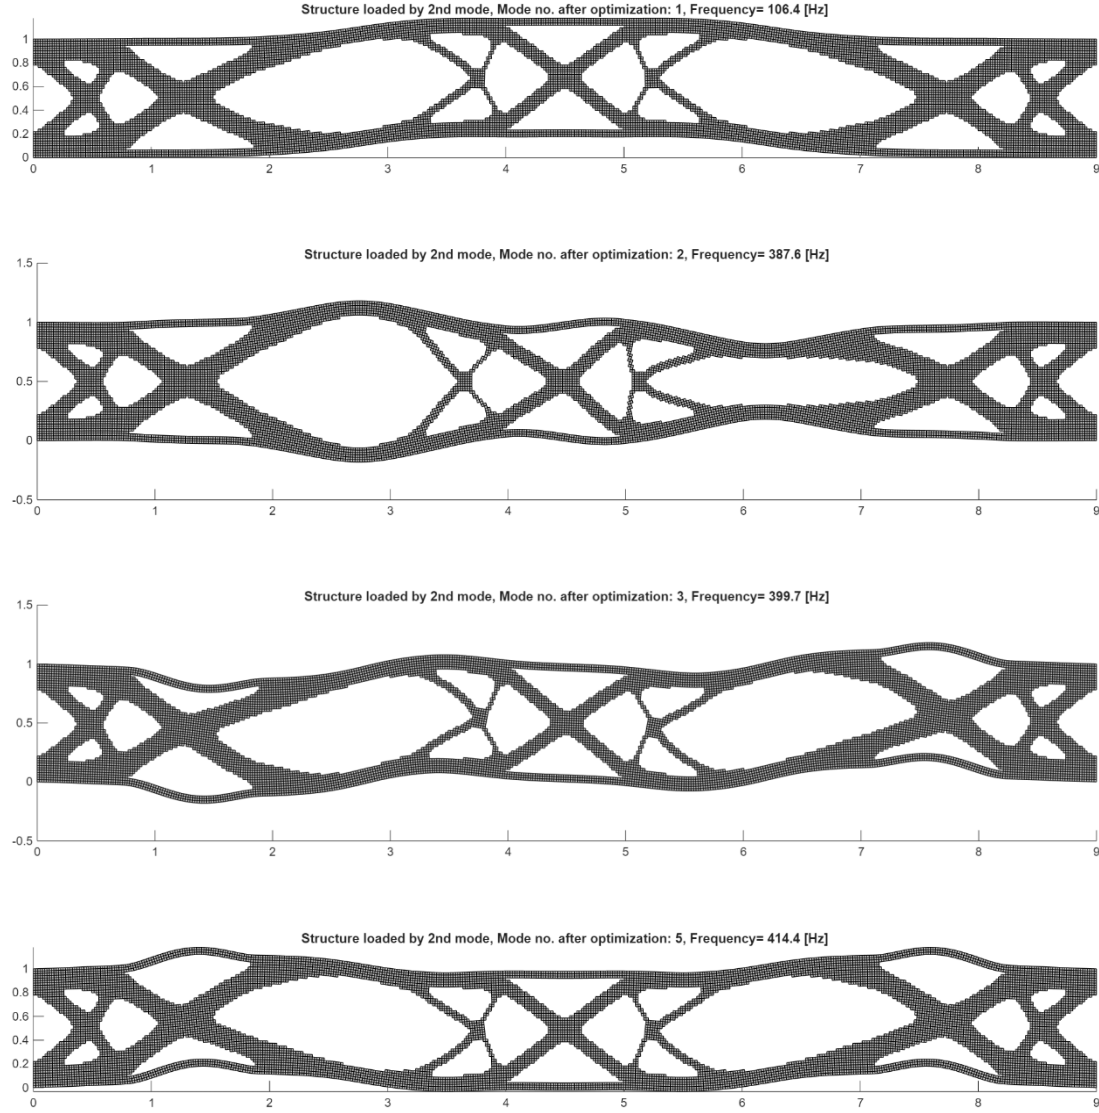 Structure loaded by 2nd mode, Mode no. after optimization: 1, Frequency= 106.4 [Hz]
1
0.8
0.6
0.4
0.2
0
0 1 2 3 4 5 6 7 8 9
Structure loaded by 2nd mode, Mode no. after optimization: 2, Frequency= 387.6 [Hz]
1.5
1
0.5
0
-0.5
0 1 2 3 4 5 6 7 8 9
Structure loaded by 2nd mode, Mode no. after optimization: 3, Frequency= 399.7 [Hz]
1.5
1
0.5
0
-0.5
0 1 2 3 4 5 6 7 8 9
Structure loaded by 2nd mode, Mode no. after optimization: 5, Frequency= 414.4 [Hz]
1
0.8
0.6
0.4
0.2
0
0 1 2 3 4 5 6 7 8 9